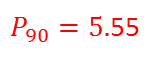 P₉₀ = 5.55